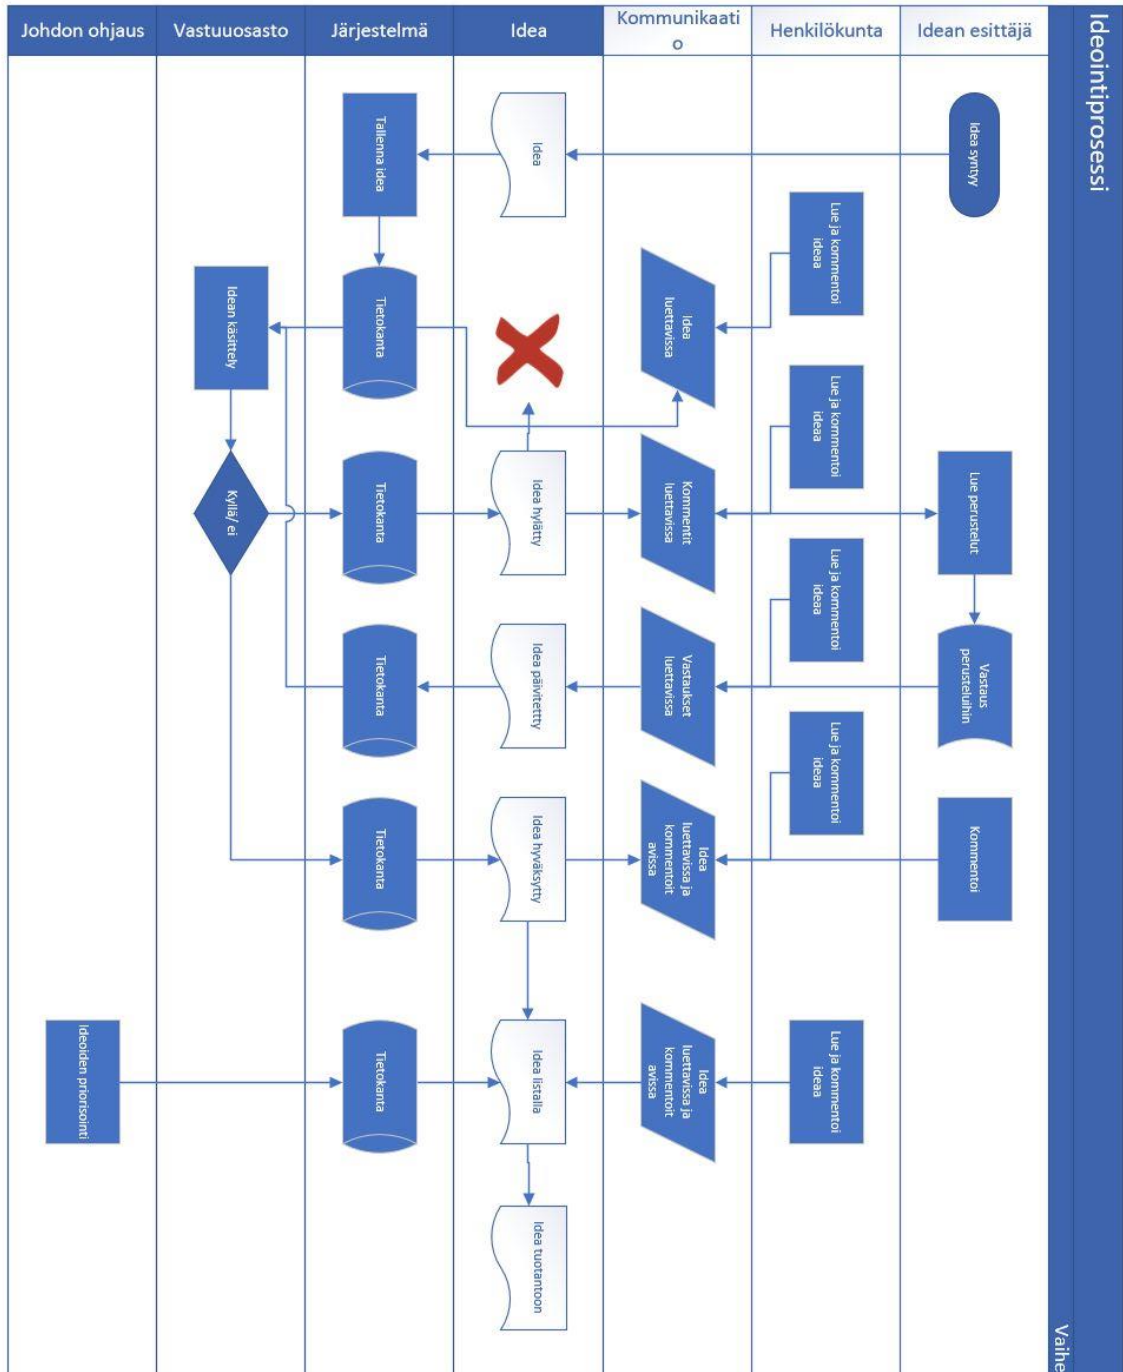 Ideointiprosessi
Vaihe
Johdon ohjaus
Vastuuosasto
Järjestelmä
Idea
Kommunikaati
o
Henkilökunta
Idean esittäjä
Idea syntyy
Idea
Tallenna idea
Lue ja kommentoi
ideaa
Idea
luettavissa
Tietokanta
Idean käsittely
Lue ja kommentoi
ideaa
Lue perustelut
Kommentit
luettavissa
Idea hylätty
Tietokanta
Kyllä/ ei
Lue ja kommentoi
ideaa
Vastaus
perusteluihin
Vastaukset
luettavissa
Idea päivitettty
Tietokanta
Lue ja kommentoi
ideaa
Kommentoi
Idea
luettavissa ja
kommentoit
avissa
Idea hyväksytty
Tietokanta
Lue ja kommentoi
ideaa
Idea
luettavissa ja
kommentoit
avissa
Idea listalla
Tietokanta
Ideoiden priorisointi
Idea tuotantoon